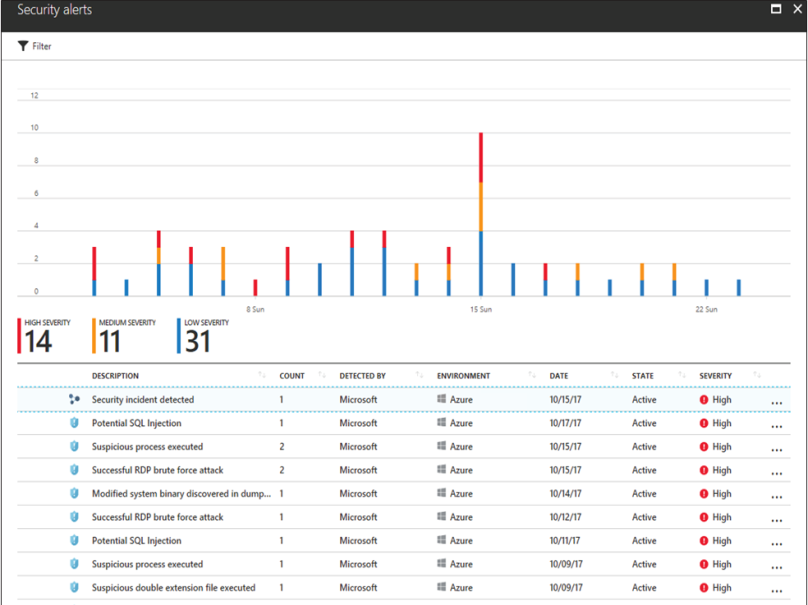 Security alerts
Filter
12
10
8
6
4
2
0
8 Sun 15 Sun 22 Sun
HIGH SEVERITY MEDIUM SEVERITY LOW SEVERITY
14 11 31
DESCRIPTION COUNT DETECTED BY ENVIRONMENT DATE STATE SEVERITY
Security incident detected 1 Microsoft Azure 10/15/17 Active High ...
Potential SQL Injection 1 Microsoft Azure 10/17/17 Active High ...
Suspicious process executed 2 Microsoft Azure 10/15/17 Active High ...
Successful RDP brute force attack 2 Microsoft Azure 10/15/17 Active High ...
Modified system binary discovered in dump... 1 Microsoft Azure 10/14/17 Active High ...
Successful RDP brute force attack 1 Microsoft Azure 10/12/17 Active High ...
Potential SQL Injection 1 Microsoft Azure 10/11/17 Active High ...
Suspicious process executed 1 Microsoft Azure 10/09/17 Active High ...
Suspicious double extension file executed 1 Microsoft Azure 10/09/17 Active High ...